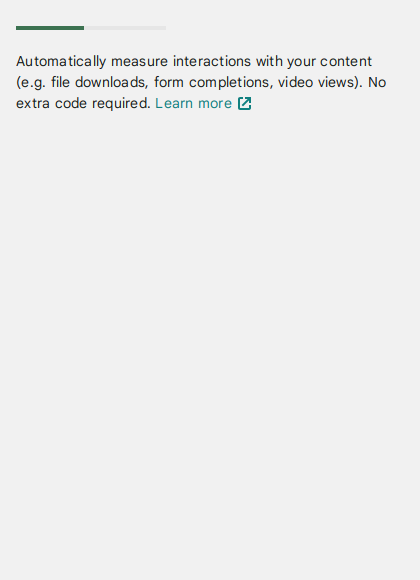 Automatically measure interactions with your content
(e.g. file downloads, form completions, video views). No
extra code required. Learn more